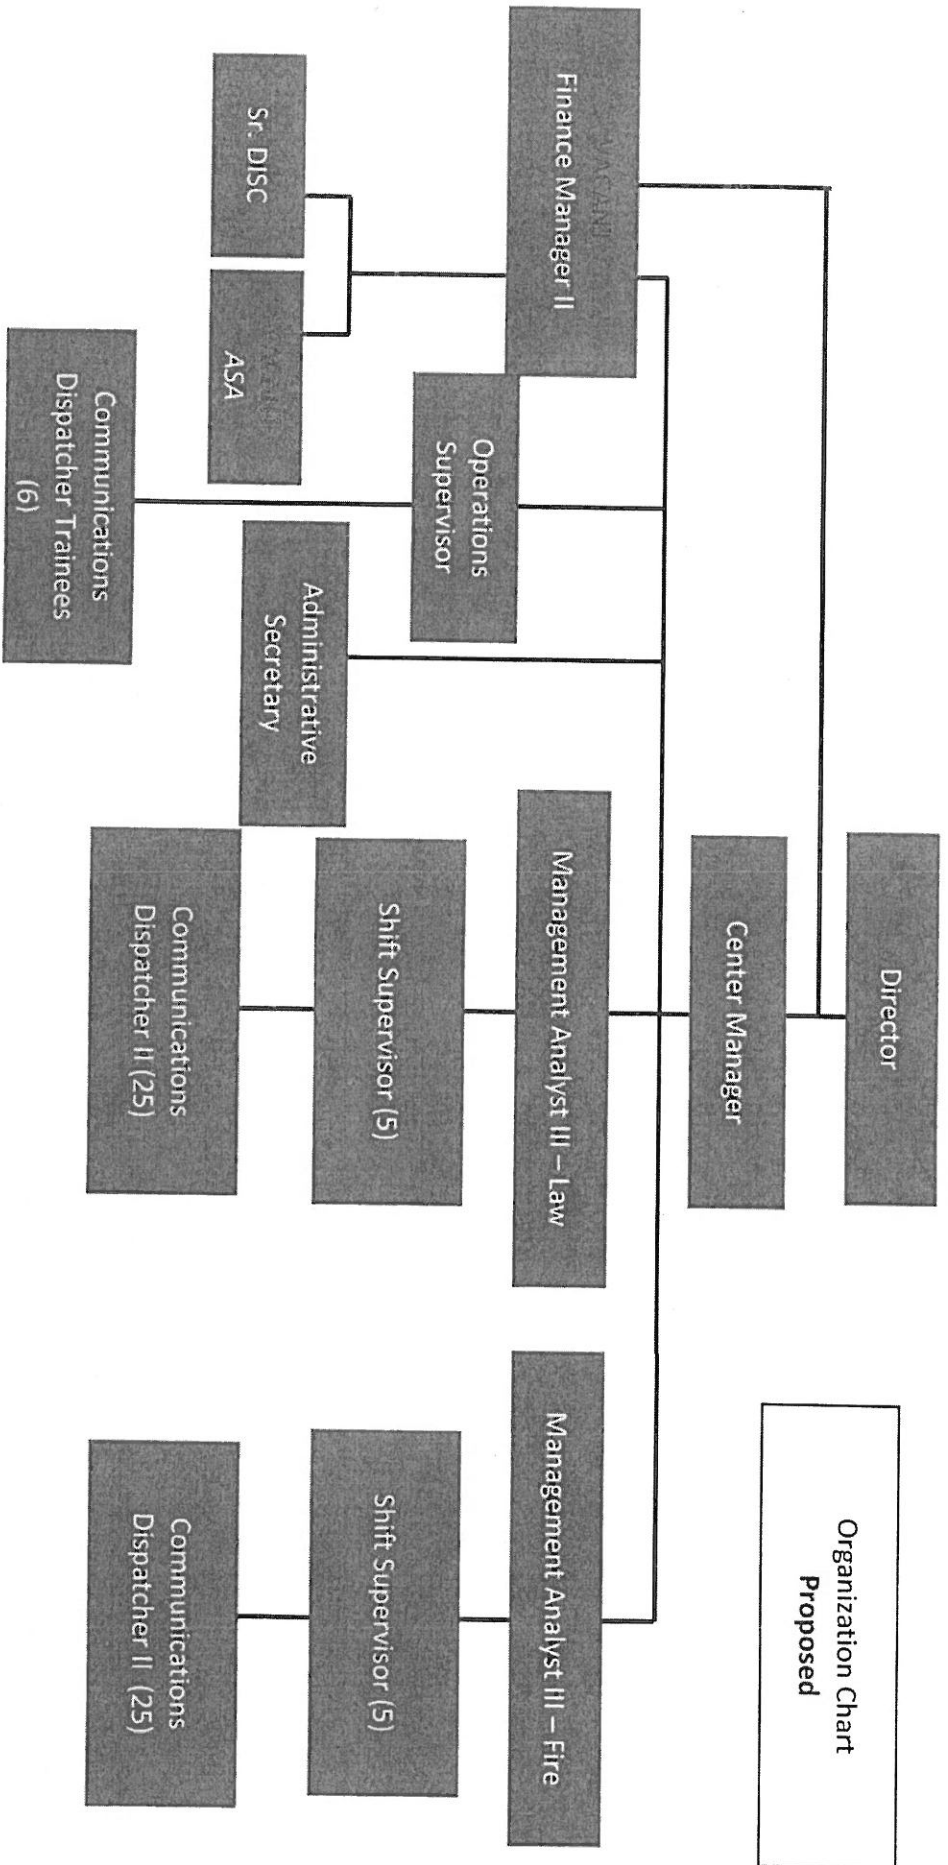 Organization Chart
Proposed
Director
Center Manager
VACANT
Finance Manager II
Operations
Supervisor
Administrative
Secretary
Management Analyst III – Law
Management Analyst III – Fire
Sr. DISC
ASA
Shift Supervisor (5)
Shift Supervisor (5)
Communications
Dispatcher Trainees
(6)
Communications
Dispatcher II (25)
Communications
Dispatcher II (25)